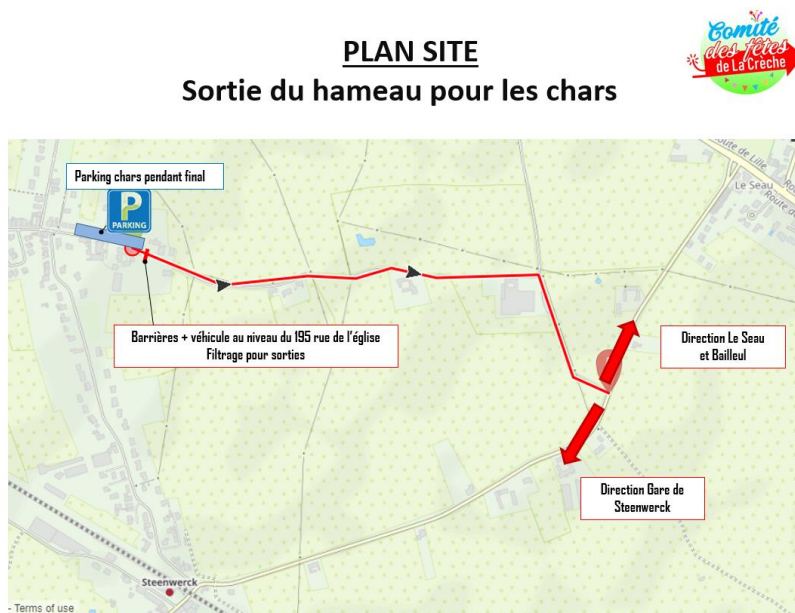 PLAN SITE
Sortie du hameau pour les chars
Comité
des fêtes
de La Crèche
Parking chars pendant final
P
PARKING
Route de Lille
Le Seau
Route de
Barrières + véhicule au niveau du 195 rue de l'église
Filtrage pour sorties
Direction Le Seau
et Bailleul
Direction Gare de
Steenwerck
Steenwerck
- Terms of use